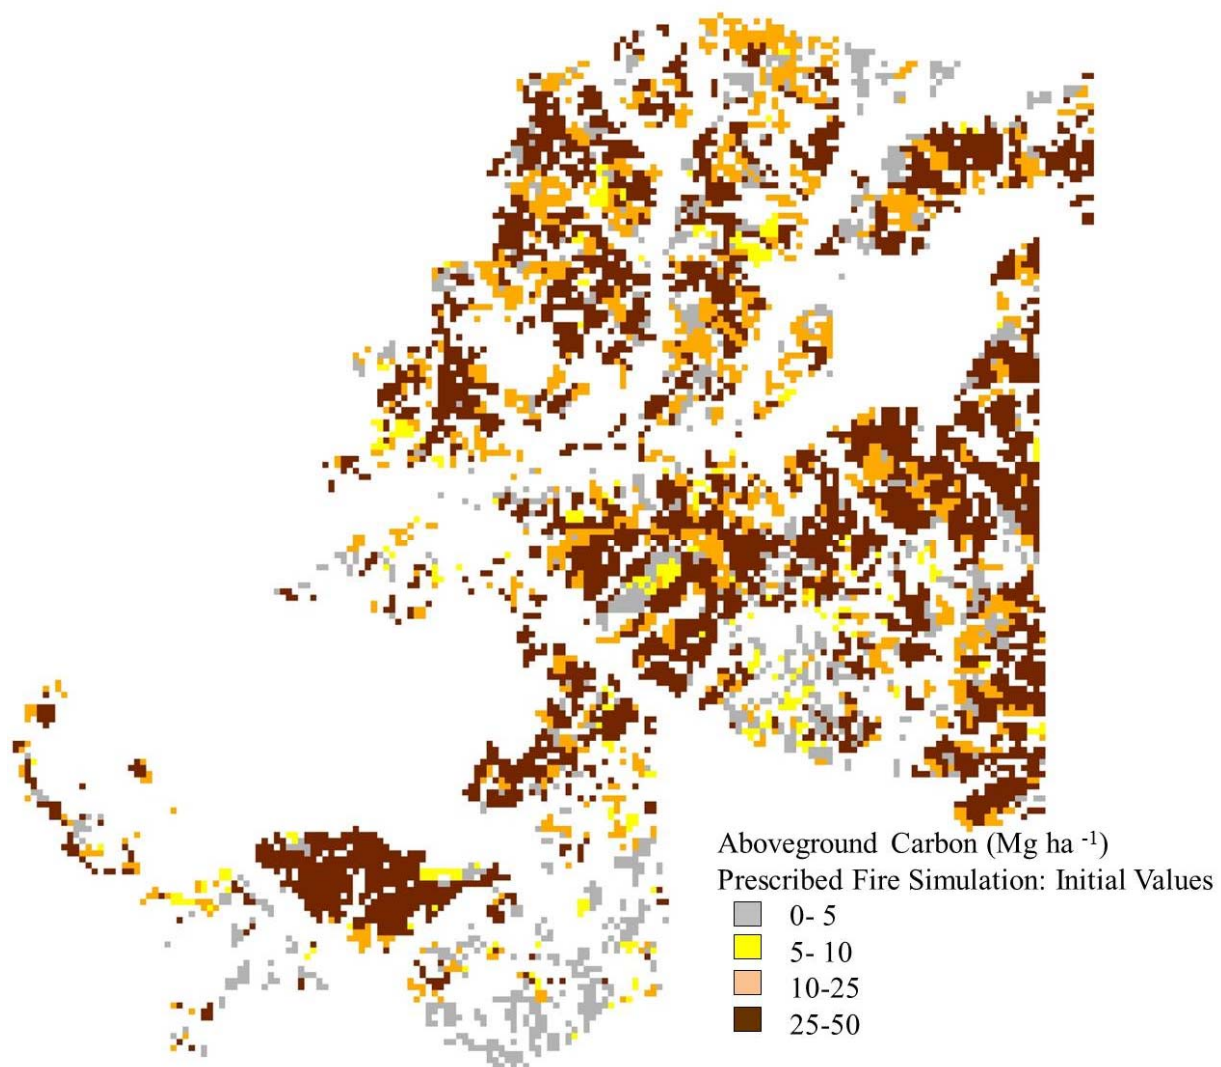 Aboveground Carbon (Mg ha -1)
Prescribed Fire Simulation: Initial Values
0- 5
5- 10
10-25
25-50